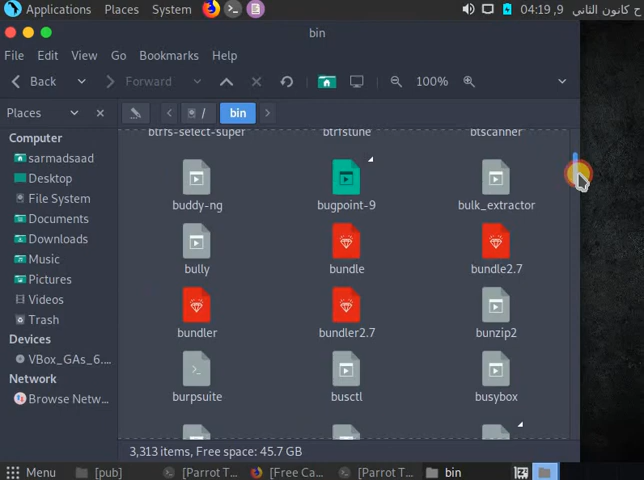 Applications Places System 04:19 ,9 ح كانون الثاني
bin
File Edit View Go Bookmarks Help
Back Forward 100%
Places / bin
Computer
sarmadsaad
Desktop
File System
Documents
Downloads
Music
Pictures
Videos
Trash
Devices
VBox_GAs_6....
Network
Browse Netw...
btrfs-select-super btrfstune btscanner
buddy-ng bugpoint-9 bulk_extractor
bully bundle bundle2.7
bundler bundler2.7 bunzip2
burpsuite busctl busybox
3,313 items, Free space: 45.7 GB
Menu [pub] [Parrot T... [Free Ca... [Parrot T... bin